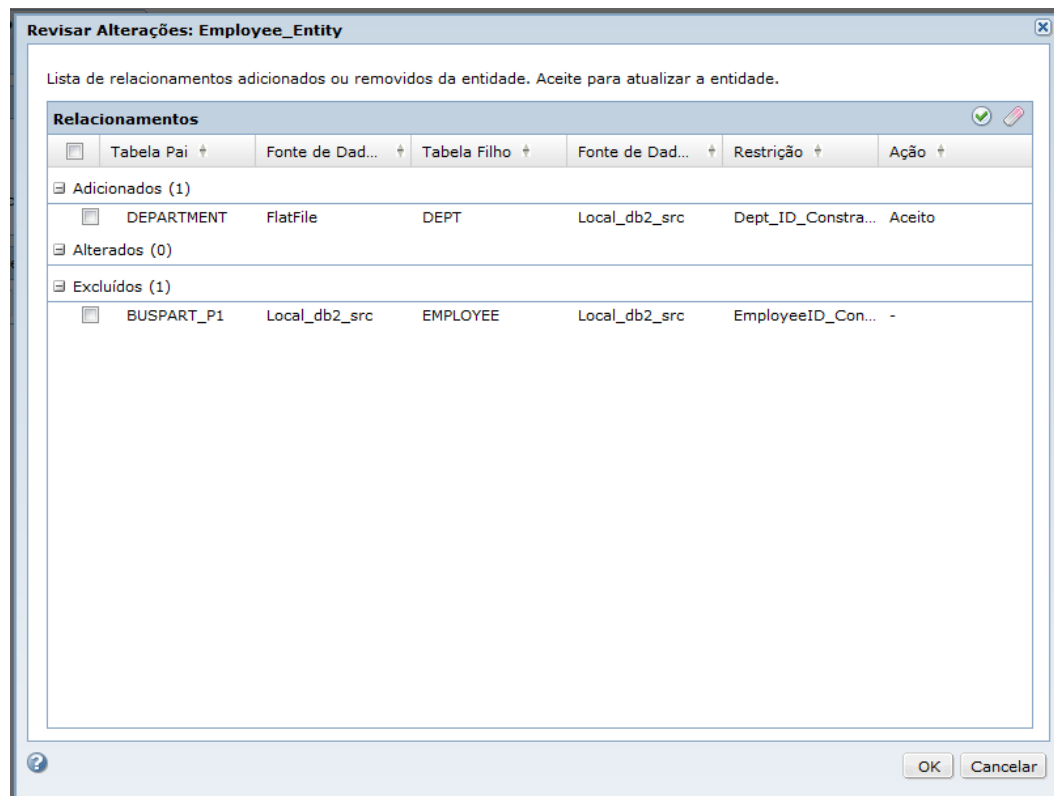 Revisar Alterações: Employee_Entity
Lista de relacionamentos adicionados ou removidos da entidade. Aceite para atualizar a entidade.
Relacionamentos
Tabela Pai Fonte de Dad... Tabela Filho Fonte de Dad... Restrição Ação
Adicionados (1)
DEPARTMENT FlatFile DEPT Local_db2_src Dept_ID_Constra... Aceito
Alterados (0)
Excluídos (1)
BUSPART_P1 Local_db2_src EMPLOYEE Local_db2_src EmployeeID_Con... -
OK Cancelar